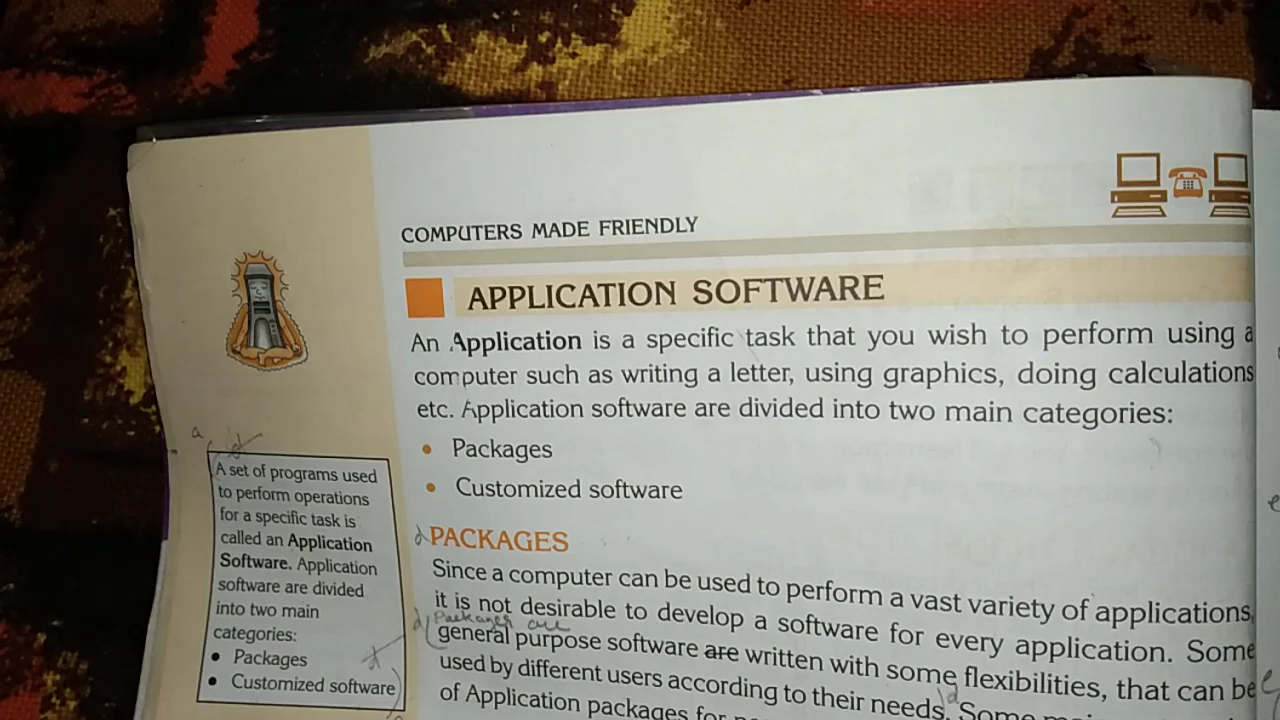 COMPUTERS MADE FRIENDLY
APPLICATION SOFTWARE
An Application is a specific task that you wish to perform using a
computer such as writing a letter, using graphics, doing calculations
etc. Application software are divided into two main categories:
• Packages
• Customized software
PACKAGES
Since a computer can be used to perform a vast variety of applications,
it is not desirable to develop a software for every application. Some
Packages are
general purpose software are written with some flexibilities, that can be
used by different users according to their needs. Some
of Application packages for
A set of programs used
to perform operations
for a specific task is
called an Application
Software. Application
software are divided
into two main
categories:
• Packages
• Customized software